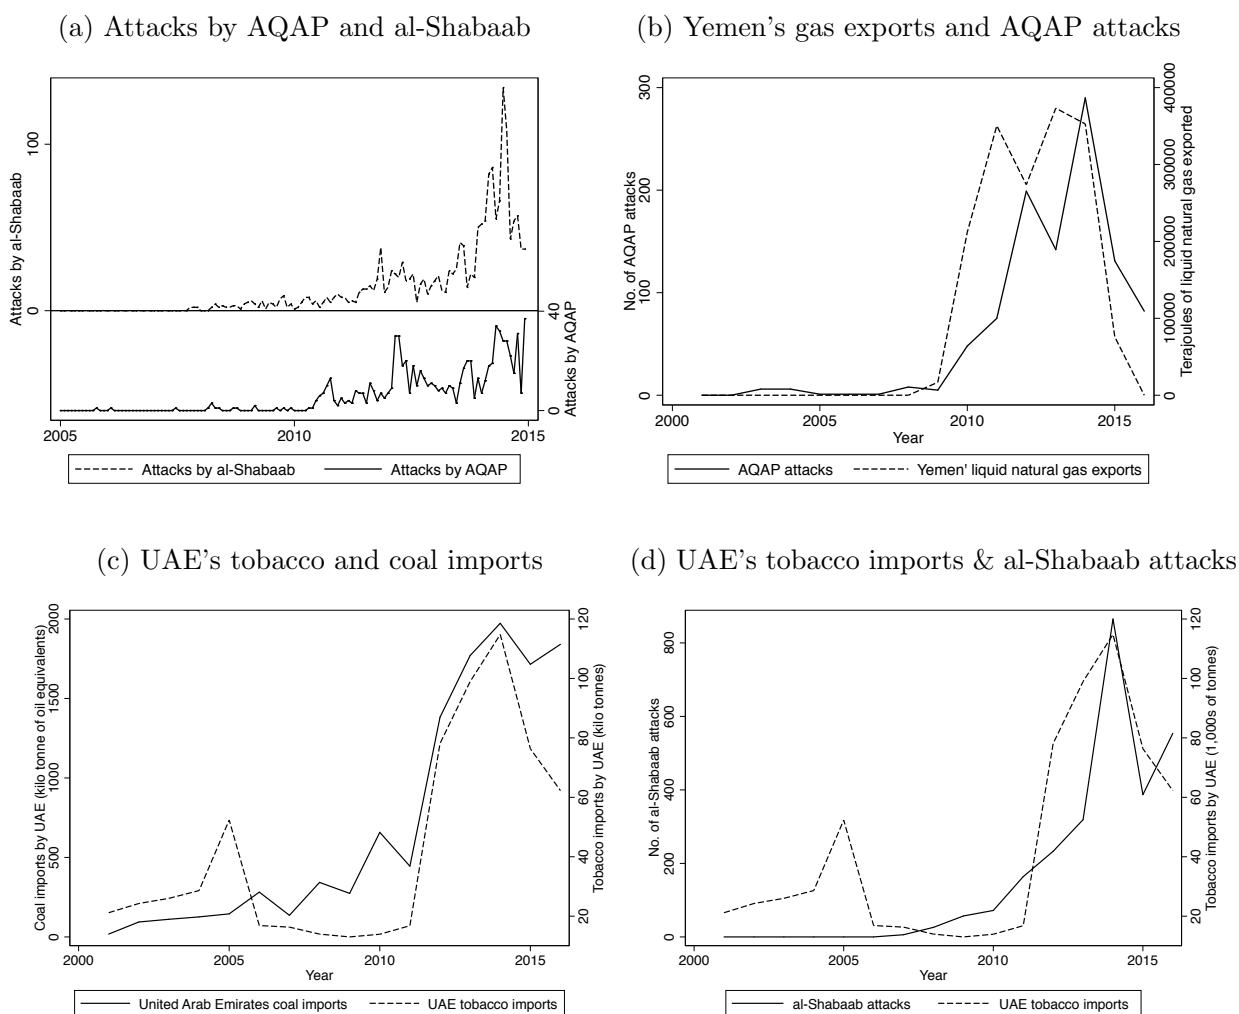 (a) Attacks by AQAP and al-Shabaab
Attacks by al-Shabaab
100
0
40
0
Attacks by AQAP
2005
2010
2015
Attacks by al-Shabaab
Attacks by AQAP
(b) Yemen's gas exports and AQAP attacks
No. of AQAP attacks
300
200
100
0
400000
300000
200000
100000
0
Terajoules of liquid natural gas exported
2000
2005
2010
2015
Year
AQAP attacks
Yemen' liquid natural gas exports
(c) UAE's tobacco and coal imports
Coal imports by UAE (kilo tonne of oil equivalents)
2000
1500
1000
500
0
120
100
80
60
40
20
Tobacco imports by UAE (kilo tonnes)
2000
2005
2010
2015
Year
United Arab Emirates coal imports
UAE tobacco imports
(d) UAE's tobacco imports & al-Shabaab attacks
No. of al-Shabaab attacks
800
600
400
200
0
120
100
80
60
40
20
Tobacco imports by UAE (1,000s of tonnes)
2000
2005
2010
2015
Year
al-Shabaab attacks
UAE tobacco imports